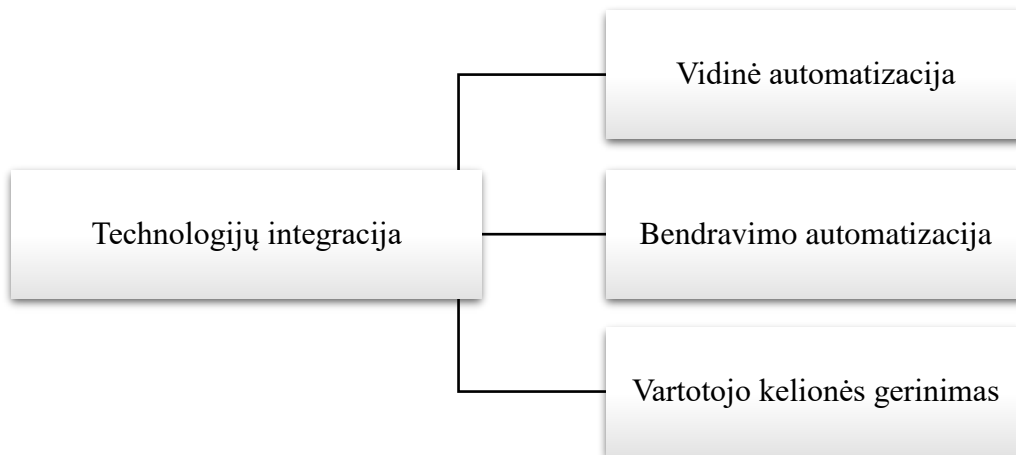 Vidinė automatizacija
Technologijų integracija
Bendravimo automatizacija
Vartotojo kelionės gerinimas